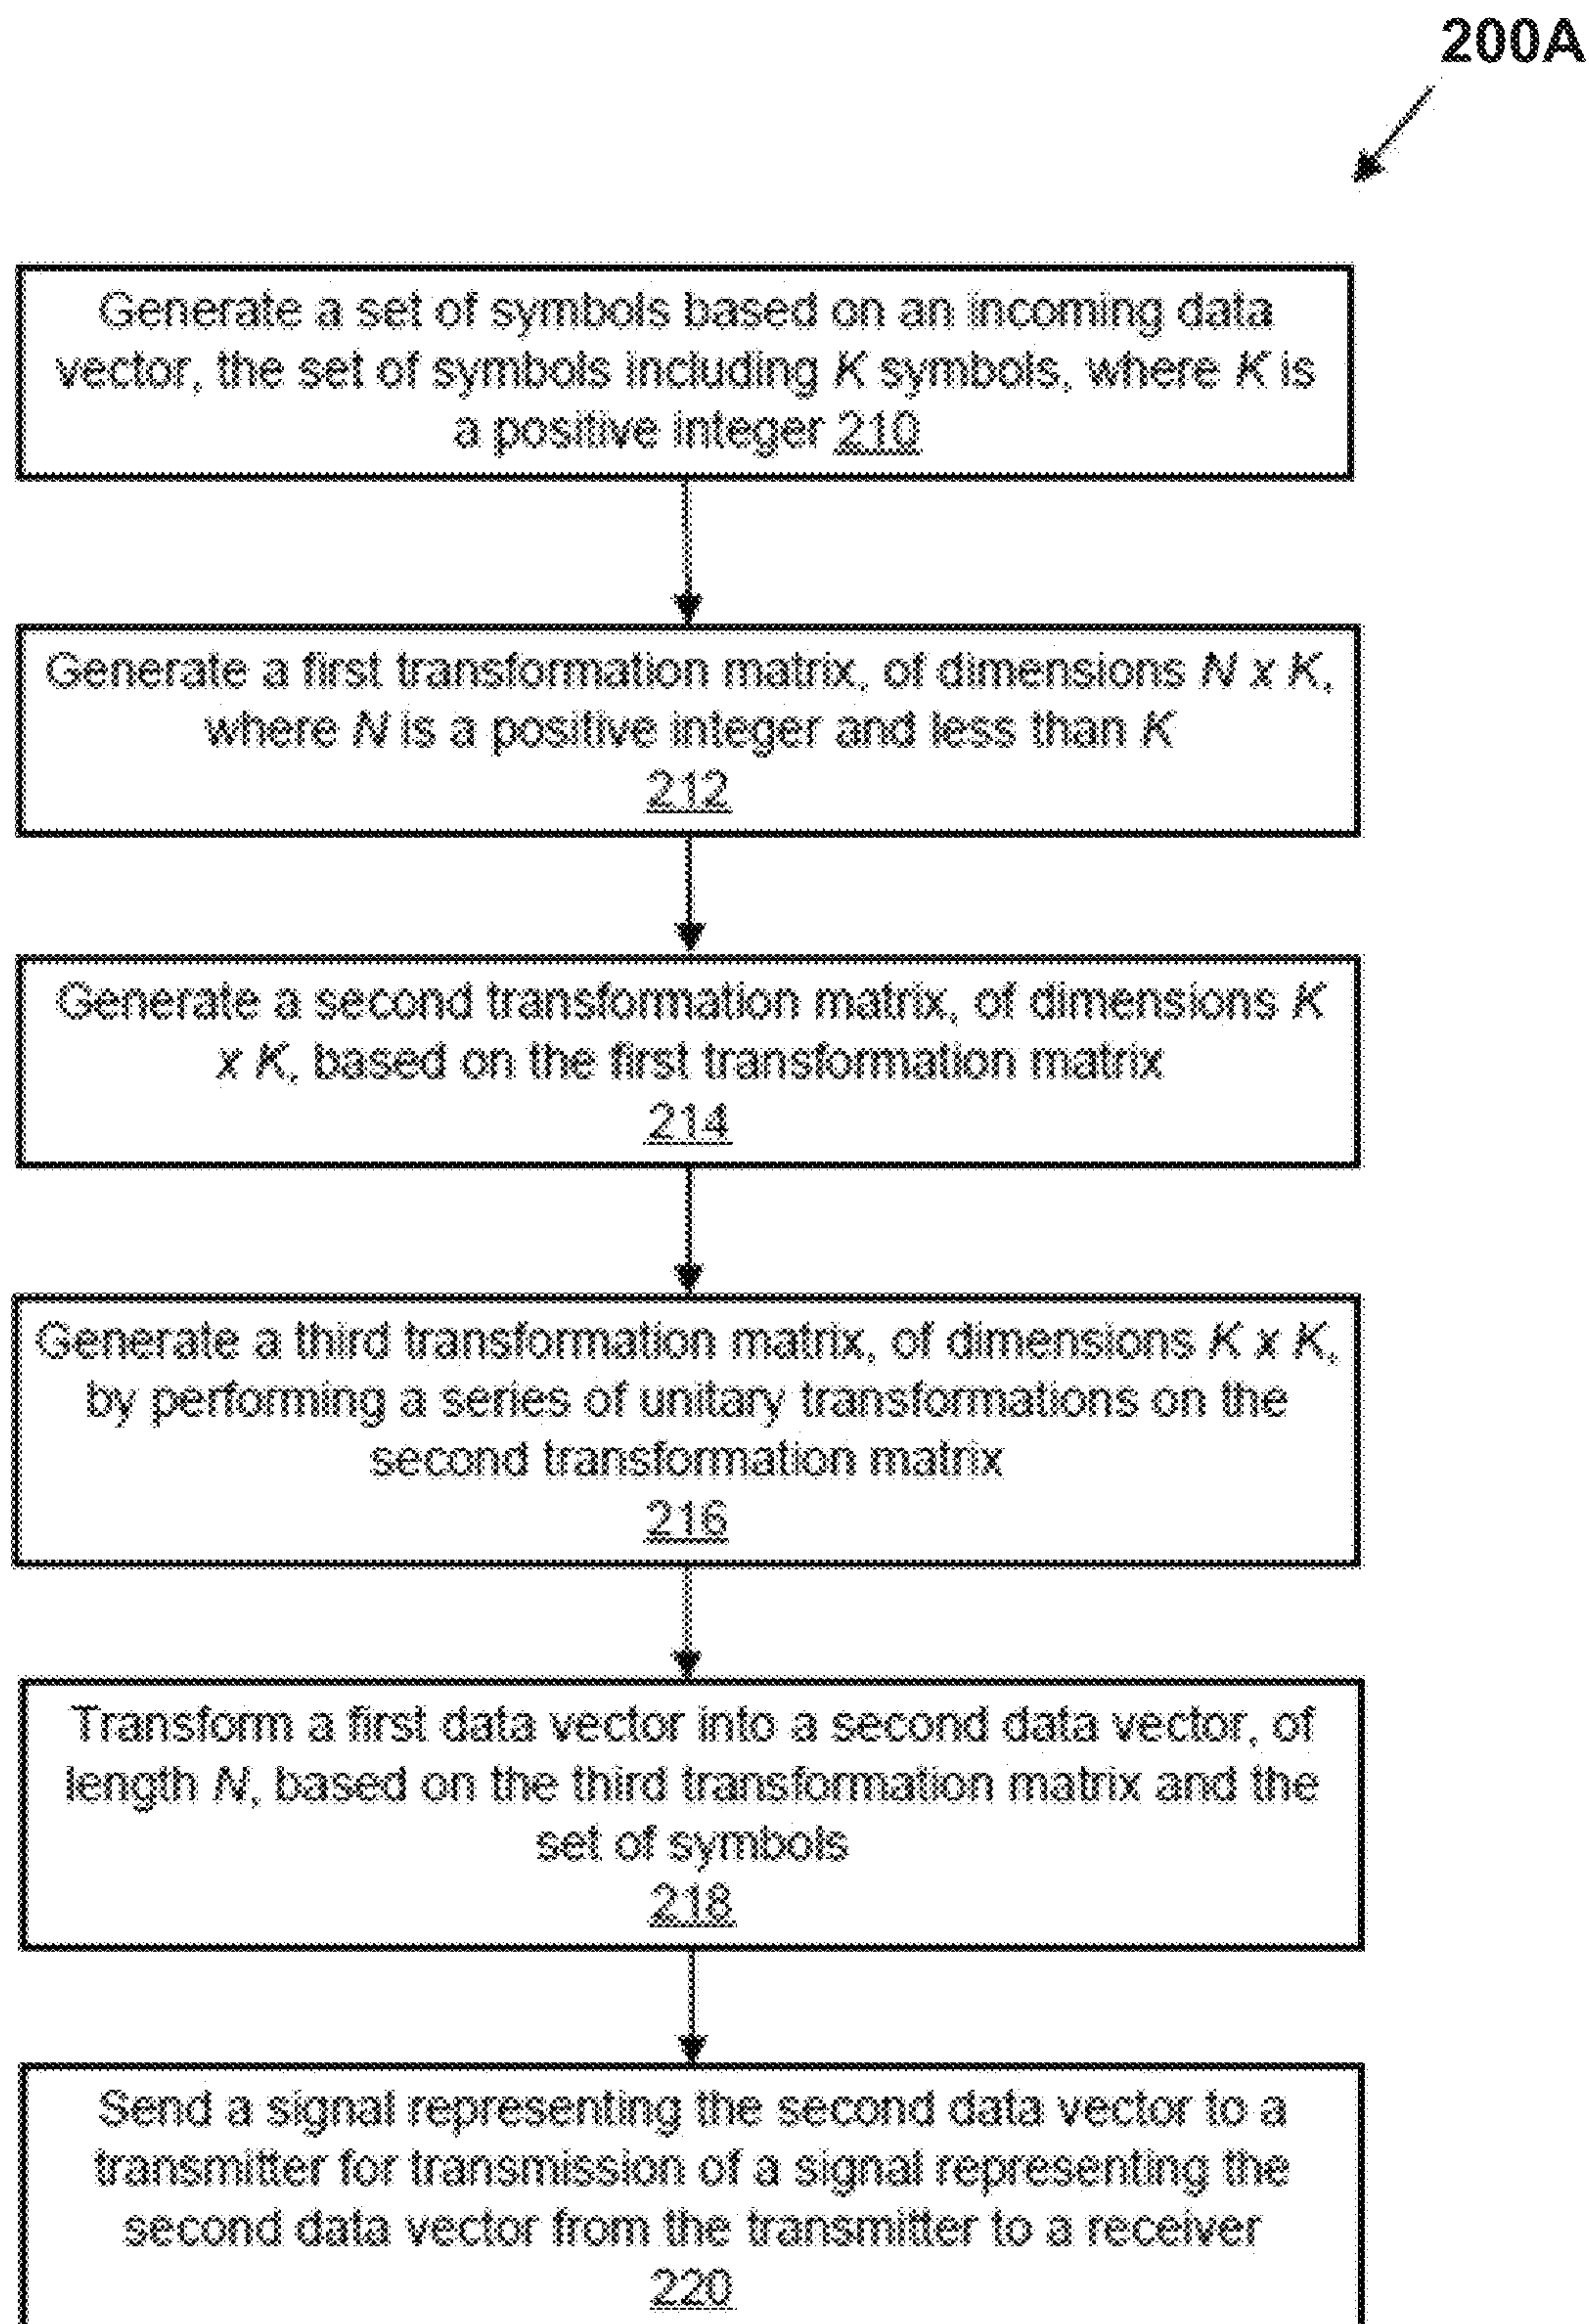 200A
Generate a set of symbols based on an incoming data
vector, the set of symbols including K symbols, where K is
a positive integer 210
Generate a first transformation matrix, of dimensions N x K,
where N is a positive integer and less than K
212
Generate a second transformation matrix, of dimensions K
x K, based on the first transformation matrix
214
Generate a third transformation matrix, of dimensions K x K,
by performing a series of unitary transformations on the
second transformation matrix
216
Transform a first data vector into a second data vector, of
length N, based on the third transformation matrix and the
set of symbols
218
Send a signal representing the second data vector to a
transmitter for transmission of a signal representing the
second data vector from the transmitter to a receiver
220